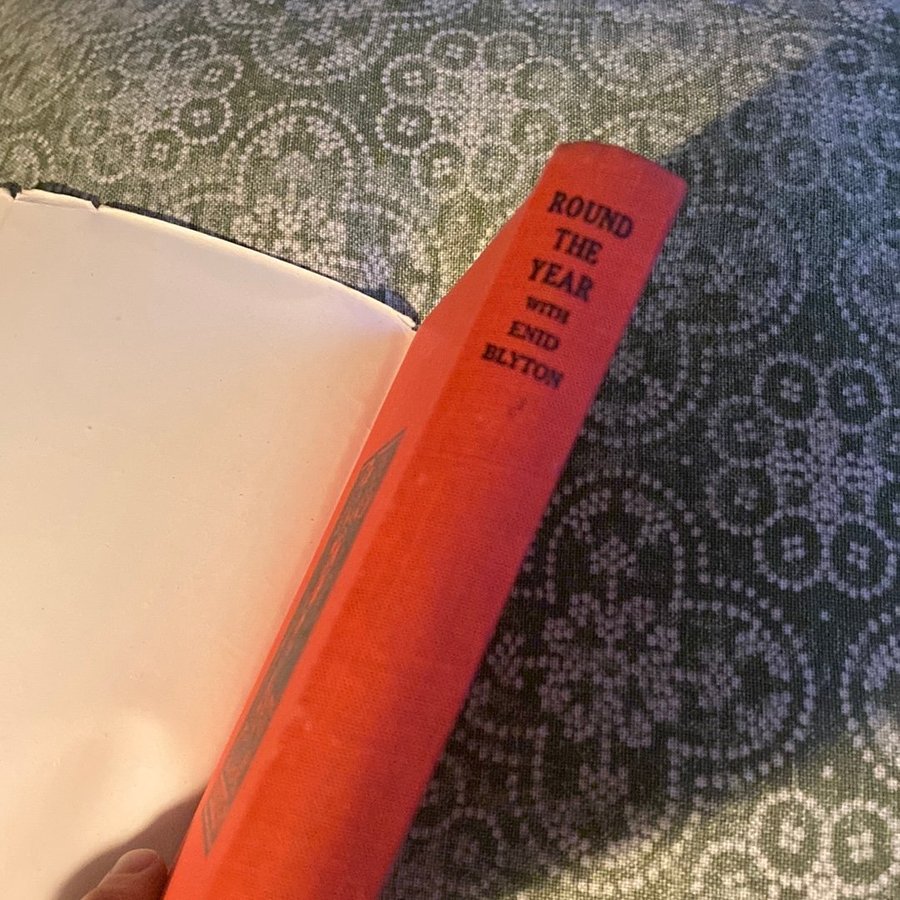 ROUND
THE
YEAR
WITH
ENID
BLYTON